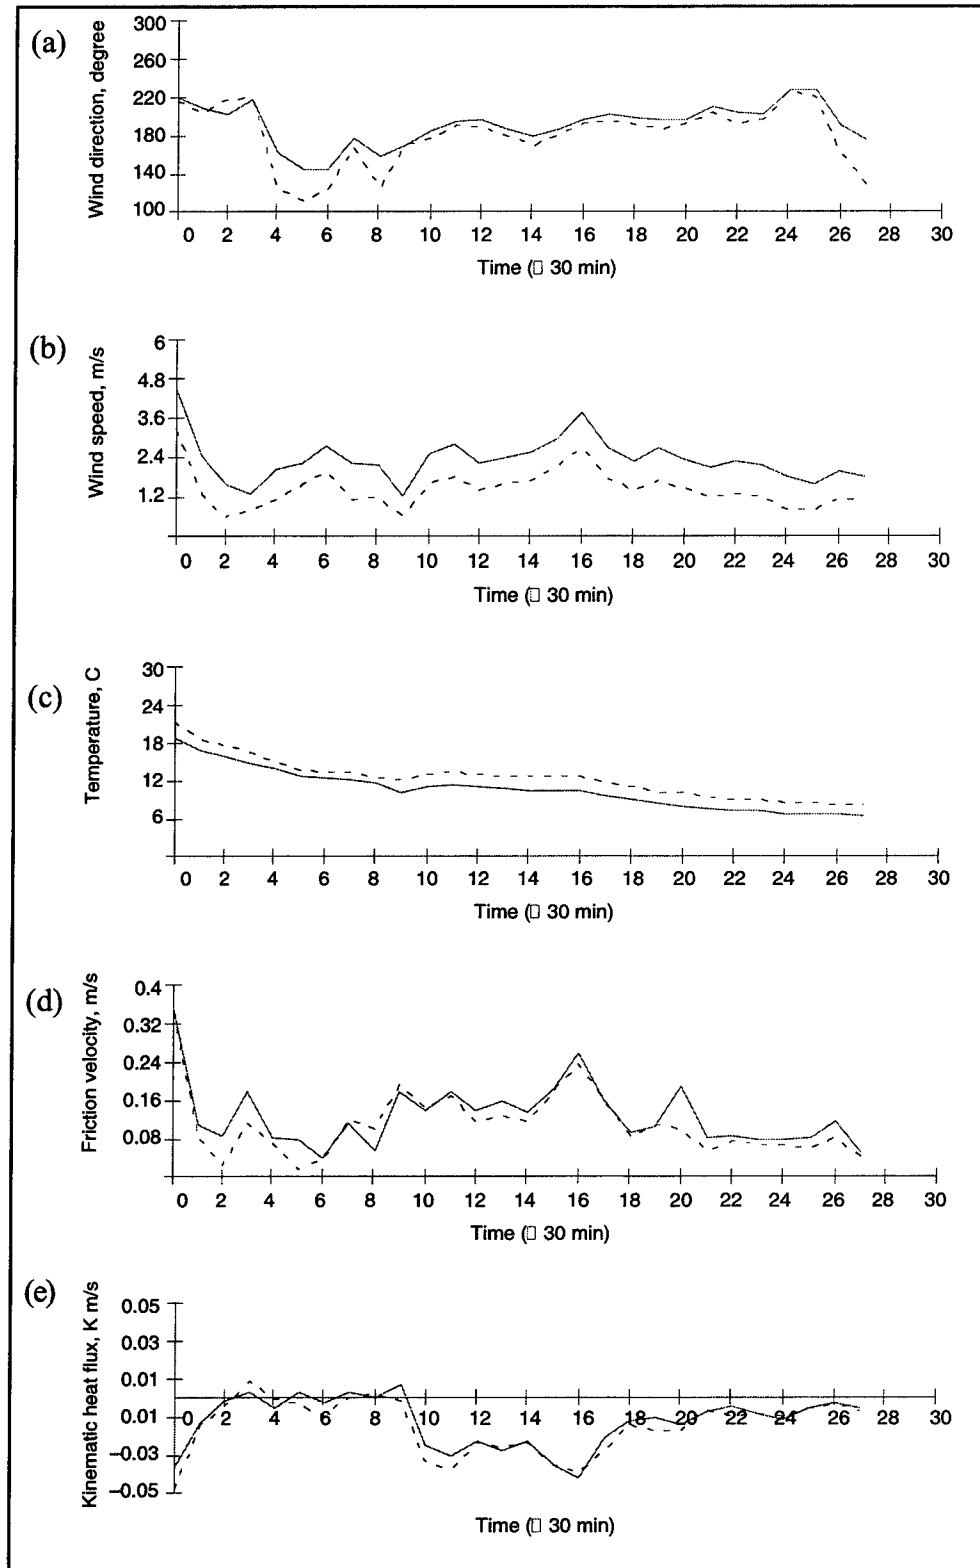 (a)
Wind direction, degree
300
260
220
180
140
100
0 2 4 6 8 10 12 14 16 18 20 22 24 26 28 30
Time (▯ 30 min)
(b)
Wind speed, m/s
6
4.8
3.6
2.4
1.2
0 2 4 6 8 10 12 14 16 18 20 22 24 26 28 30
Time (▯ 30 min)
(c)
Temperature, C
30
24
18
12
6
0 2 4 6 8 10 12 14 16 18 20 22 24 26 28 30
Time (▯ 30 min)
(d)
Friction velocity, m/s
0.4
0.32
0.24
0.16
0.08
0 2 4 6 8 10 12 14 16 18 20 22 24 26 28 30
Time (▯ 30 min)
(e)
Kinematic heat flux, K m/s
0.05
0.03
0.01
0.01
−0.03
−0.05
0 2 4 6 8 10 12 14 16 18 20 22 24 26 28 30
Time (▯ 30 min)